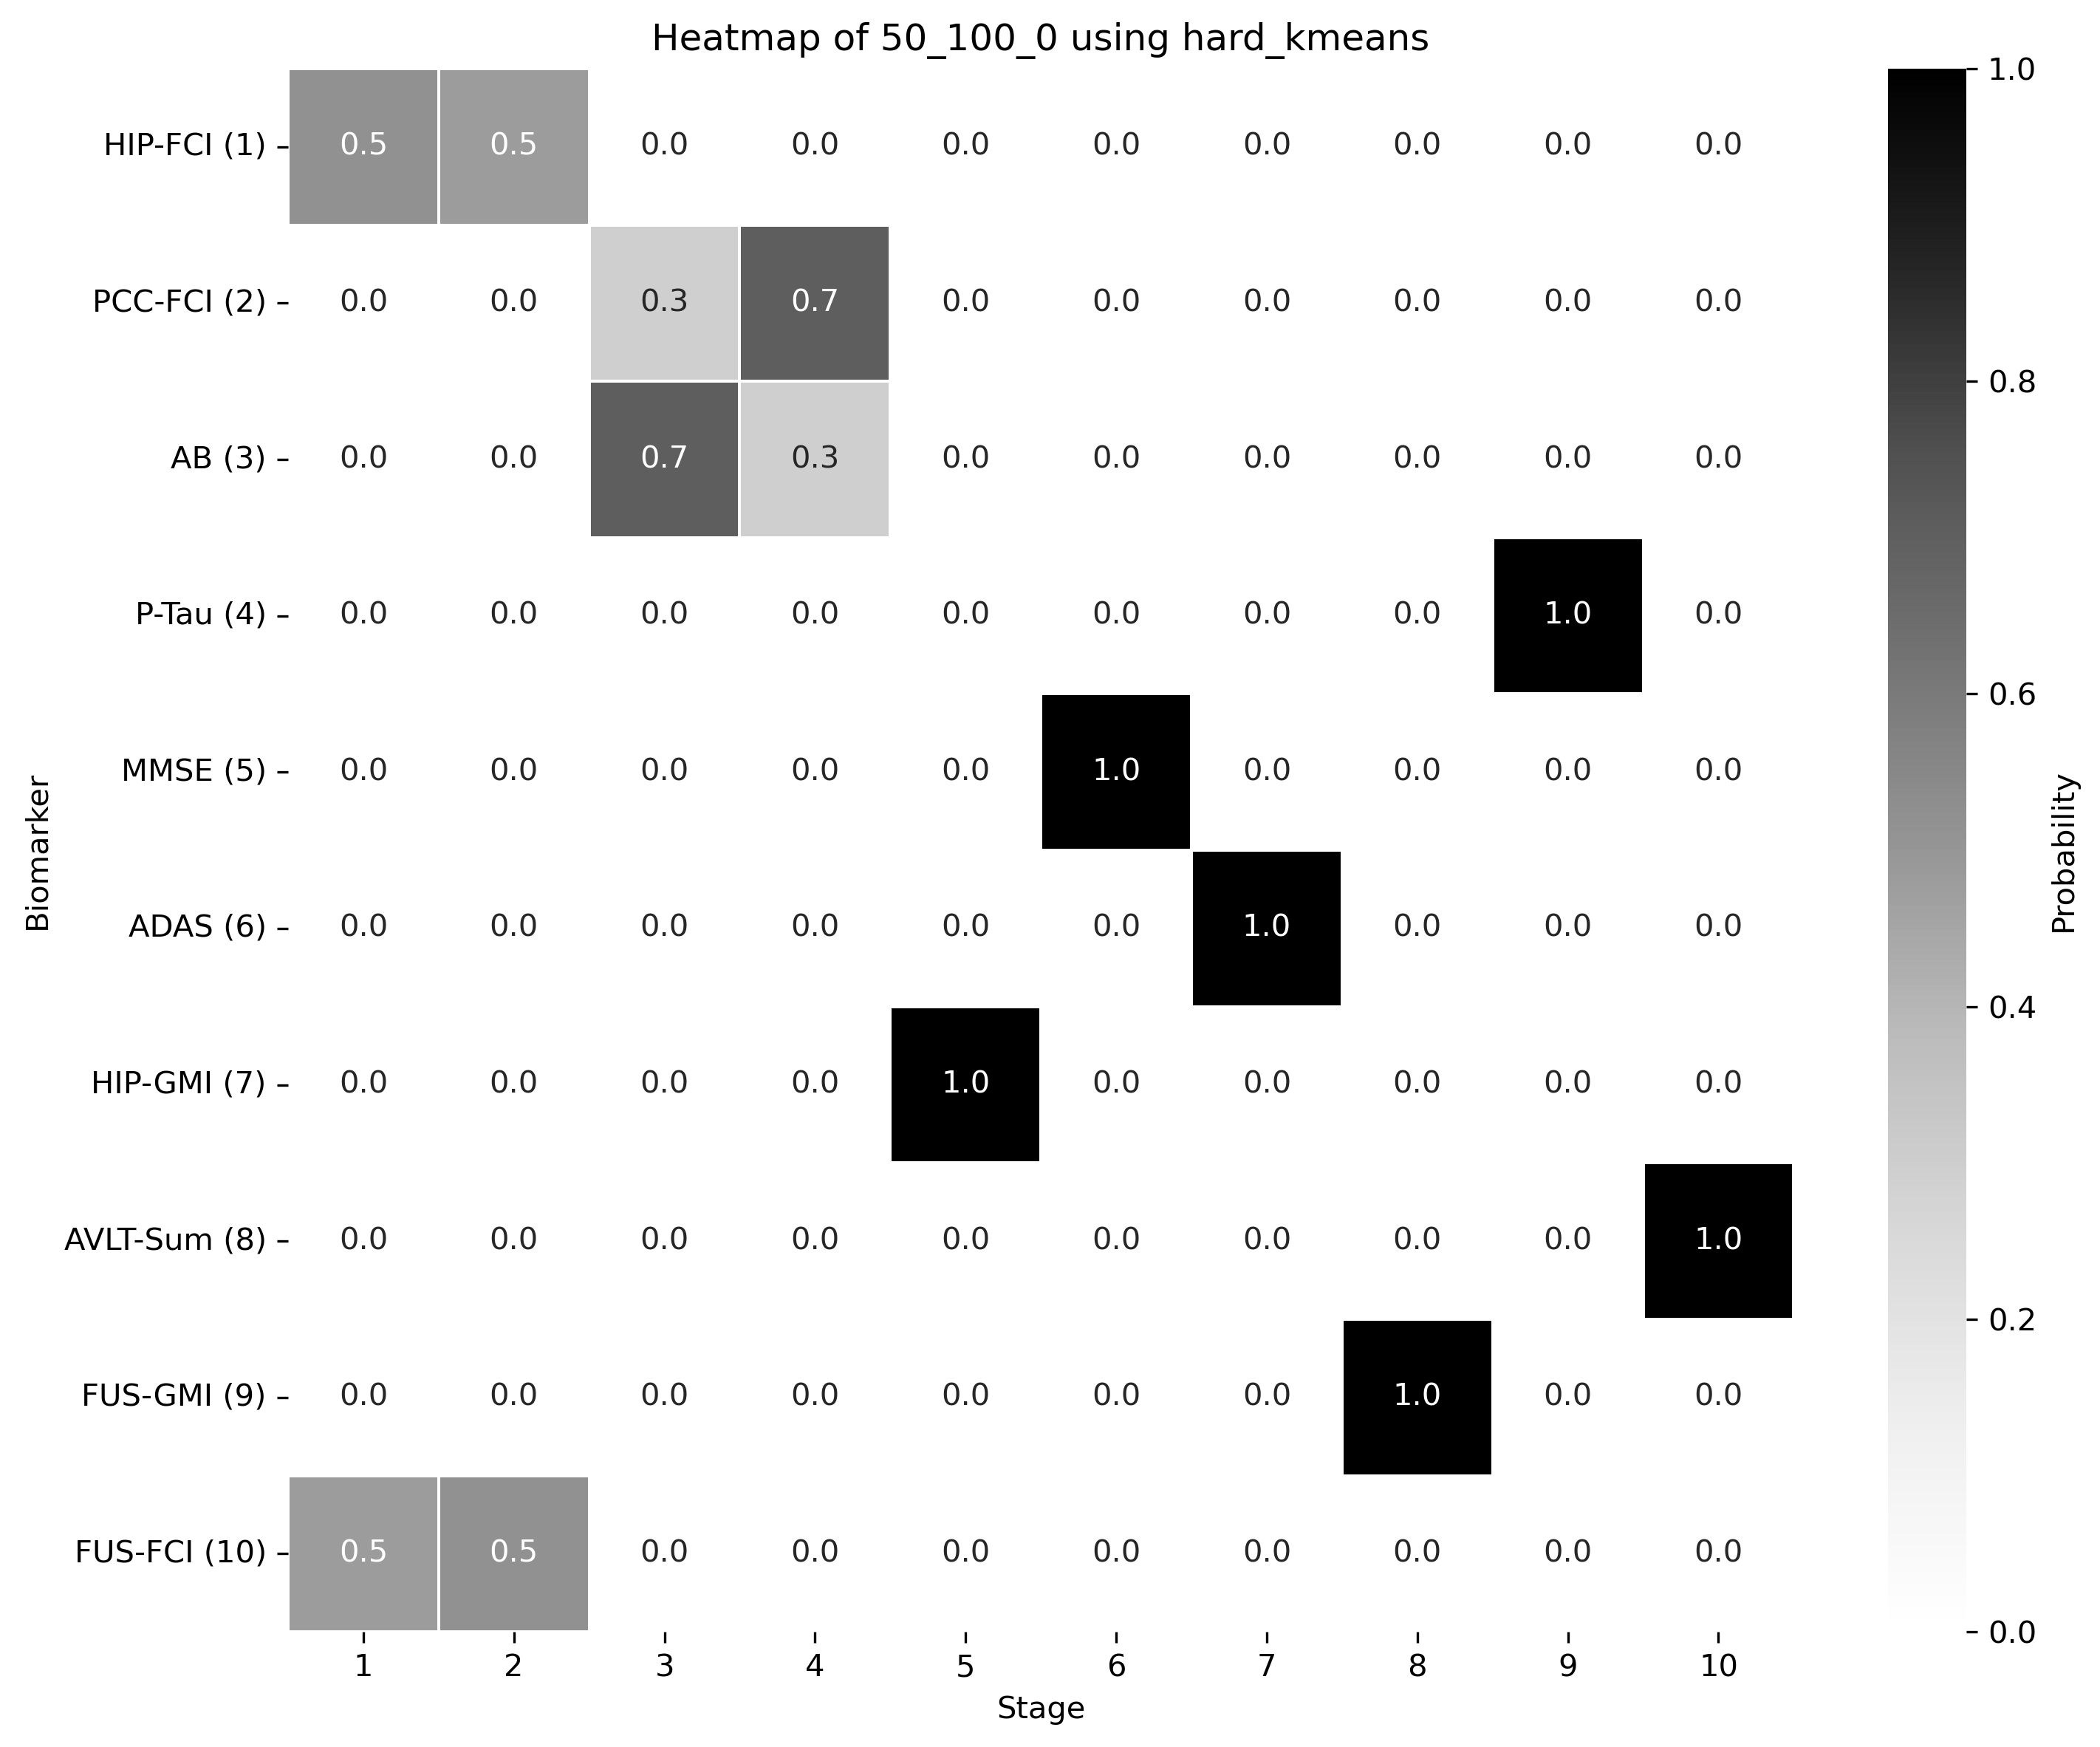 Heatmap of 50_100_0 using hard_kmeans
HIP-FCI (1) 0.5 0.5 0.0 0.0 0.0 0.0 0.0 0.0 0.0 0.0
PCC-FCI (2) 0.0 0.0 0.3 0.7 0.0 0.0 0.0 0.0 0.0 0.0
AB (3) 0.0 0.0 0.7 0.3 0.0 0.0 0.0 0.0 0.0 0.0
P-Tau (4) 0.0 0.0 0.0 0.0 0.0 0.0 0.0 0.0 1.0 0.0
MMSE (5) 0.0 0.0 0.0 0.0 0.0 1.0 0.0 0.0 0.0 0.0
ADAS (6) 0.0 0.0 0.0 0.0 0.0 0.0 1.0 0.0 0.0 0.0
HIP-GMI (7) 0.0 0.0 0.0 0.0 1.0 0.0 0.0 0.0 0.0 0.0
AVLT-Sum (8) 0.0 0.0 0.0 0.0 0.0 0.0 0.0 0.0 0.0 1.0
FUS-GMI (9) 0.0 0.0 0.0 0.0 0.0 0.0 0.0 1.0 0.0 0.0
FUS-FCI (10) 0.5 0.5 0.0 0.0 0.0 0.0 0.0 0.0 0.0 0.0
1 2 3 4 5 6 7 8 9 10
Stage
Biomarker
1.0
0.8
0.6
0.4
0.2
0.0
Probability